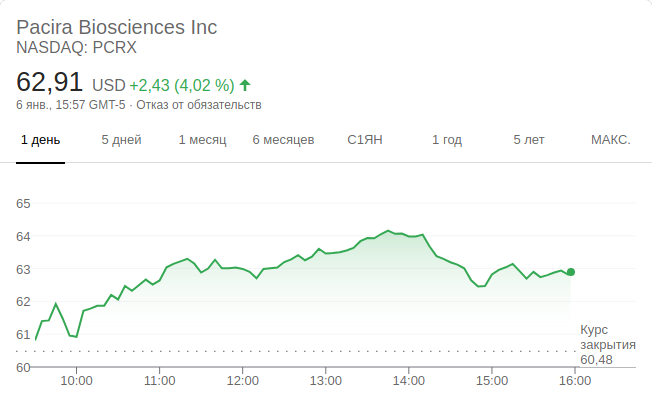 Pacira Biosciences Inc
NASDAQ: PCRX
62,91 USD +2,43 (4,02 %)
6 янв., 15:57 GMT-5 · Отказ от обязательств
1 день 5 дней 1 месяц 6 месяцев С1ЯН 1 год 5 лет МАКС.
65
64
63
62
61
60
Курс
закрытия
60,48
10:00 11:00 12:00 13:00 14:00 15:00 16:00